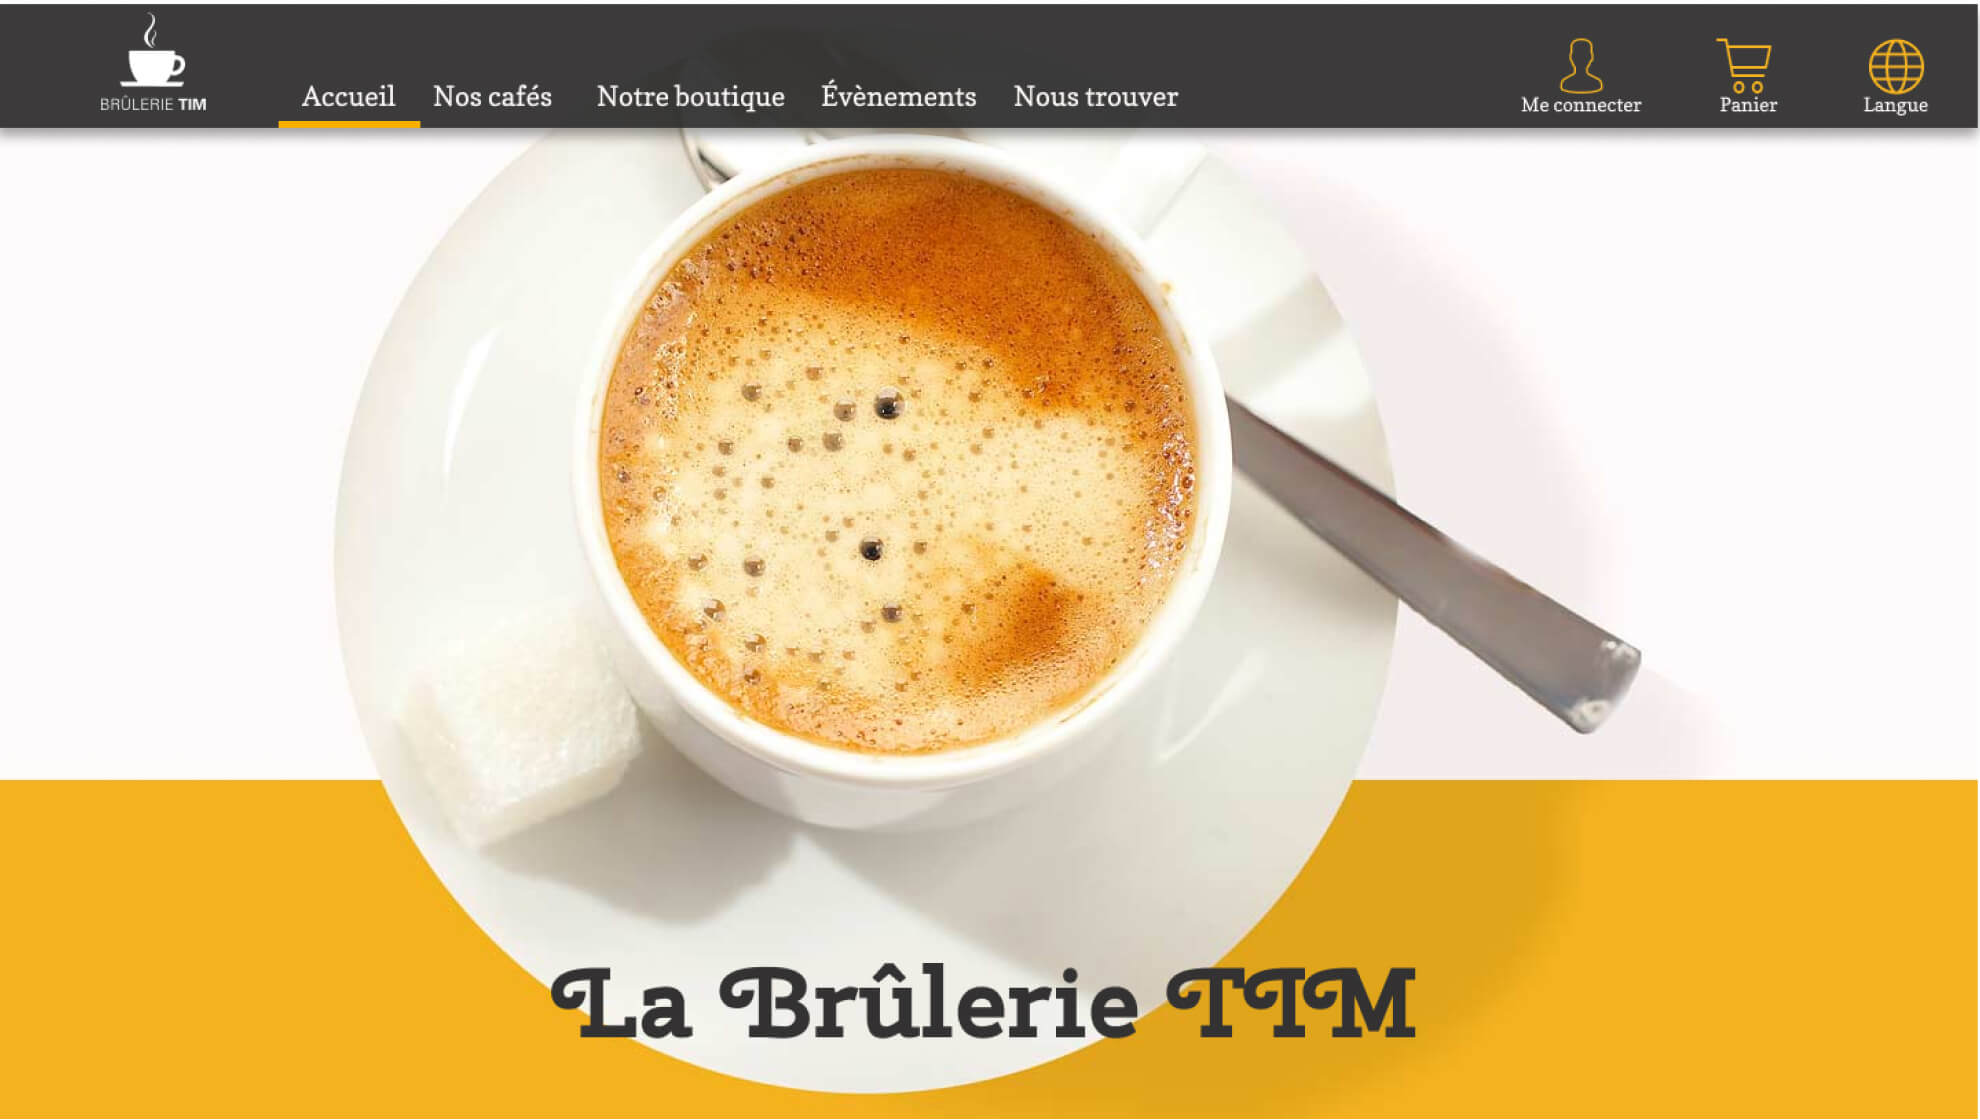 BRÛLERIE TIM
Accueil Nos cafés Notre boutique Évènements Nous trouver
Me connecter Panier Langue
La Brûlerie TIM